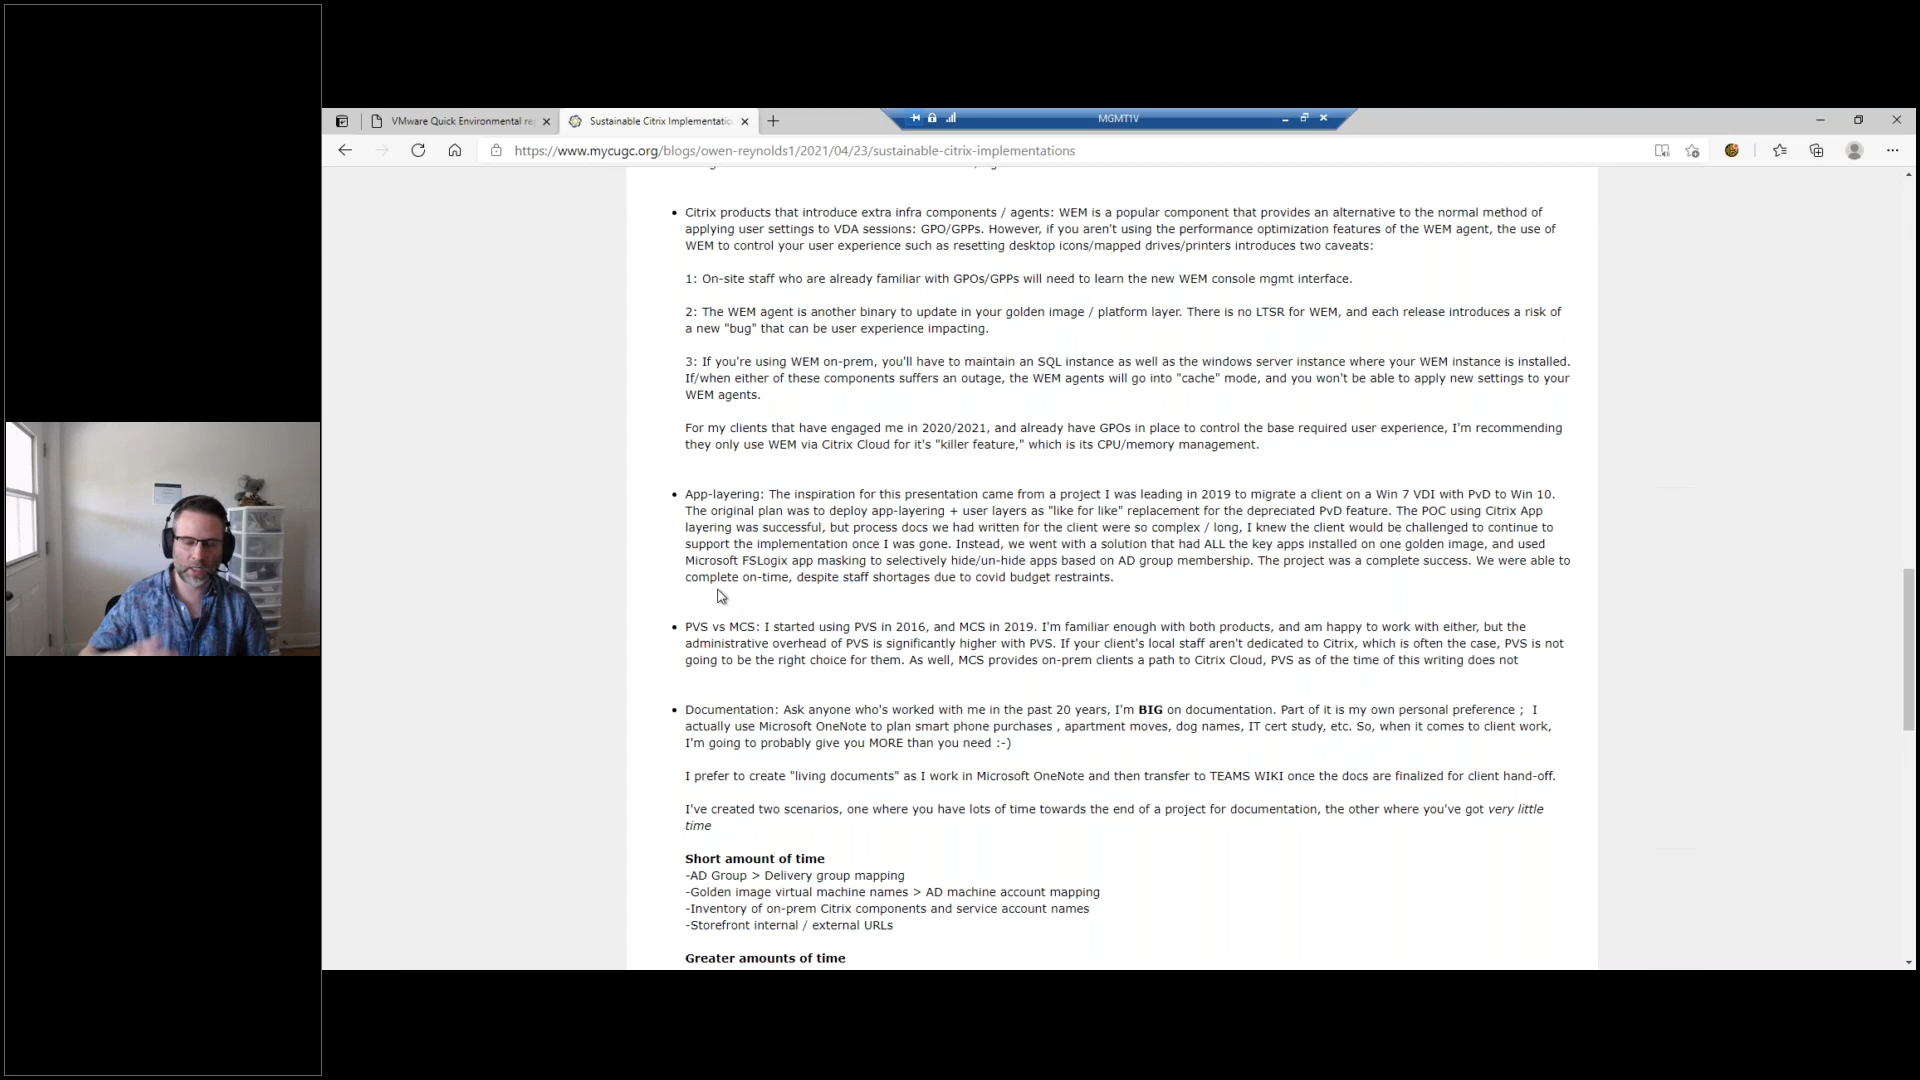 VMware Quick Environmental re
Sustainable Citrix Implementatio
MGMT1V
https://www.mycugc.org/blogs/owen-reynolds1/2021/04/23/sustainable-citrix-implementations
• Citrix products that introduce extra infra components / agents: WEM is a popular component that provides an alternative to the normal method of
applying user settings to VDA sessions: GPO/GPPs. However, if you aren't using the performance optimization features of the WEM agent, the use of
WEM to control your user experience such as resetting desktop icons/mapped drives/printers introduces two caveats:
1: On-site staff who are already familiar with GPOs/GPPs will need to learn the new WEM console mgmt interface.
2: The WEM agent is another binary to update in your golden image / platform layer. There is no LTSR for WEM, and each release introduces a risk of
a new "bug" that can be user experience impacting.
3: If you're using WEM on-prem, you'll have to maintain an SQL instance as well as the windows server instance where your WEM instance is installed.
If/when either of these components suffers an outage, the WEM agents will go into "cache" mode, and you won't be able to apply new settings to your
WEM agents.
For my clients that have engaged me in 2020/2021, and already have GPOs in place to control the base required user experience, I'm recommending
they only use WEM via Citrix Cloud for it's "killer feature," which is its CPU/memory management.
• App-layering: The inspiration for this presentation came from a project I was leading in 2019 to migrate a client on a Win 7 VDI with PvD to Win 10.
The original plan was to deploy app-layering + user layers as "like for like" replacement for the depreciated PvD feature. The POC using Citrix App
layering was successful, but process docs we had written for the client were so complex / long, I knew the client would be challenged to continue to
support the implementation once I was gone. Instead, we went with a solution that had ALL the key apps installed on one golden image, and used
Microsoft FSLogix app masking to selectively hide/un-hide apps based on AD group membership. The project was a complete success. We were able to
complete on-time, despite staff shortages due to covid budget restraints.
• PVS vs MCS: I started using PVS in 2016, and MCS in 2019. I'm familiar enough with both products, and am happy to work with either, but the
administrative overhead of PVS is significantly higher with PVS. If your client's local staff aren't dedicated to Citrix, which is often the case, PVS is not
going to be the right choice for them. As well, MCS provides on-prem clients a path to Citrix Cloud, PVS as of the time of this writing does not
• Documentation: Ask anyone who's worked with me in the past 20 years, I'm BIG on documentation. Part of it is my own personal preference ; I
actually use Microsoft OneNote to plan smart phone purchases , apartment moves, dog names, IT cert study, etc. So, when it comes to client work,
I'm going to probably give you MORE than you need :-)
I prefer to create "living documents" as I work in Microsoft OneNote and then transfer to TEAMS WIKI once the docs are finalized for client hand-off.
I've created two scenarios, one where you have lots of time towards the end of a project for documentation, the other where you've got very little
time
Short amount of time
-AD Group > Delivery group mapping
-Golden image virtual machine names > AD machine account mapping
-Inventory of on-prem Citrix components and service account names
-Storefront internal / external URLs
Greater amounts of time